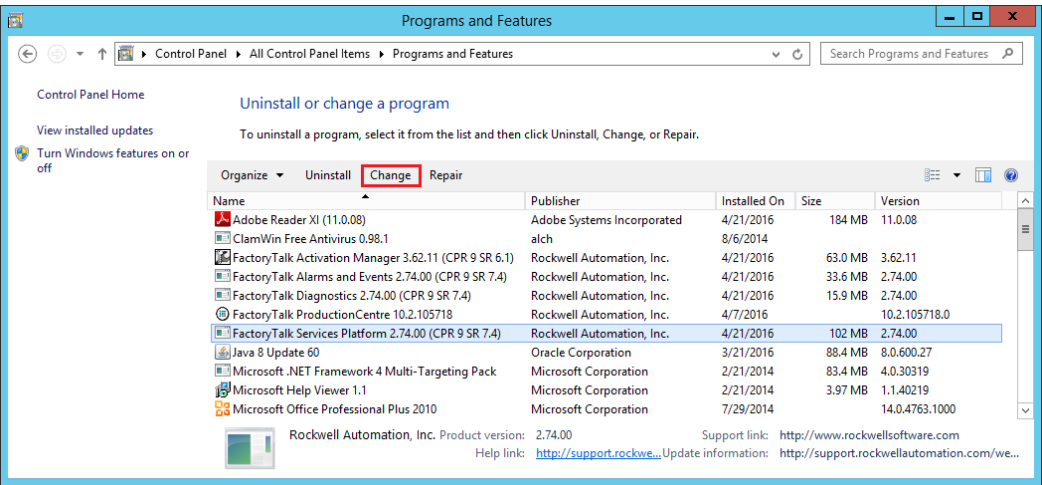 Programs and Features
Control Panel All Control Panel Items Programs and Features Search Programs and Features
Control Panel Home
View installed updates
Turn Windows features on or
off
Uninstall or change a program
To uninstall a program, select it from the list and then click Uninstall, Change, or Repair.
Organize Uninstall Change Repair
Name Publisher Installed On Size Version
Adobe Reader XI (11.0.08) Adobe Systems Incorporated 4/21/2016 184 MB 11.0.08
ClamWin Free Antivirus 0.98.1 alch 8/6/2014
FactoryTalk Activation Manager 3.62.11 (CPR 9 SR 6.1) Rockwell Automation, Inc. 4/21/2016 63.0 MB 3.62.11
FactoryTalk Alarms and Events 2.74.00 (CPR 9 SR 7.4) Rockwell Automation, Inc. 4/21/2016 33.6 MB 2.74.00
FactoryTalk Diagnostics 2.74.00 (CPR 9 SR 7.4) Rockwell Automation, Inc. 4/21/2016 15.9 MB 2.74.00
FactoryTalk ProductionCentre 10.2.105718 Rockwell Automation, Inc. 4/7/2016 10.2.105718.0
FactoryTalk Services Platform 2.74.00 (CPR 9 SR 7.4) Rockwell Automation, Inc. 4/21/2016 102 MB 2.74.00
Java 8 Update 60 Oracle Corporation 3/21/2016 88.4 MB 8.0.600.27
Microsoft .NET Framework 4 Multi-Targeting Pack Microsoft Corporation 2/21/2014 83.4 MB 4.0.30319
Microsoft Help Viewer 1.1 Microsoft Corporation 2/21/2014 3.97 MB 1.1.40219
Microsoft Office Professional Plus 2010 Microsoft Corporation 7/29/2014 14.0.4763.1000
Rockwell Automation, Inc. Product version: 2.74.00 Support link: http://www.rockwellsoftware.com
Help link: http://support.rockwe... Update information: http://support.rockwellautomation.com/we...